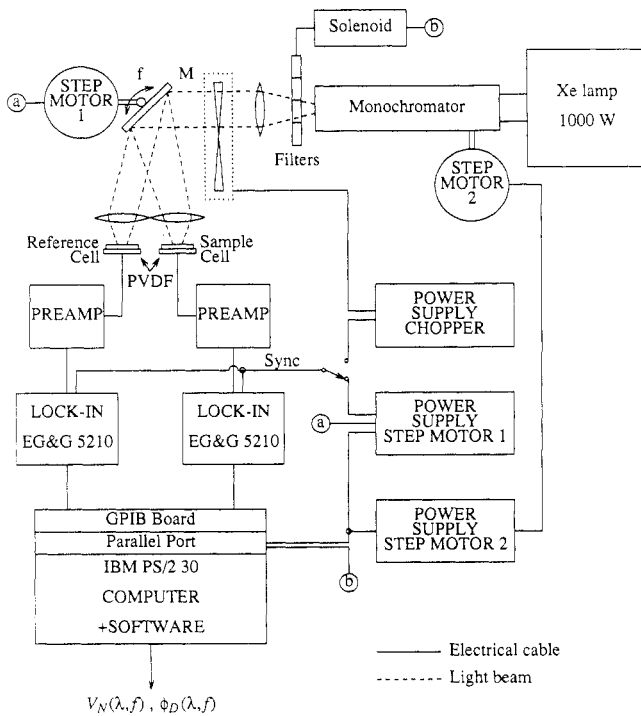 Solenoid
b
a
STEP
MOTOR
1
f
M
Filters
Monochromator
Xe lamp
1000 W
STEP
MOTOR
2
Reference
Cell
Sample
Cell
PVDF
PREAMP
PREAMP
POWER
SUPPLY
CHOPPER
Sync
LOCK-IN
EG&G 5210
LOCK-IN
EG&G 5210
a
POWER
SUPPLY
STEP MOTOR 1
GPIB Board
Parallel Port
IBM PS/2 30
COMPUTER
+SOFTWARE
POWER
SUPPLY
STEP MOTOR 2
b
Electrical cable
Light beam
V_N(λ,f) , ϕ_D(λ,f)